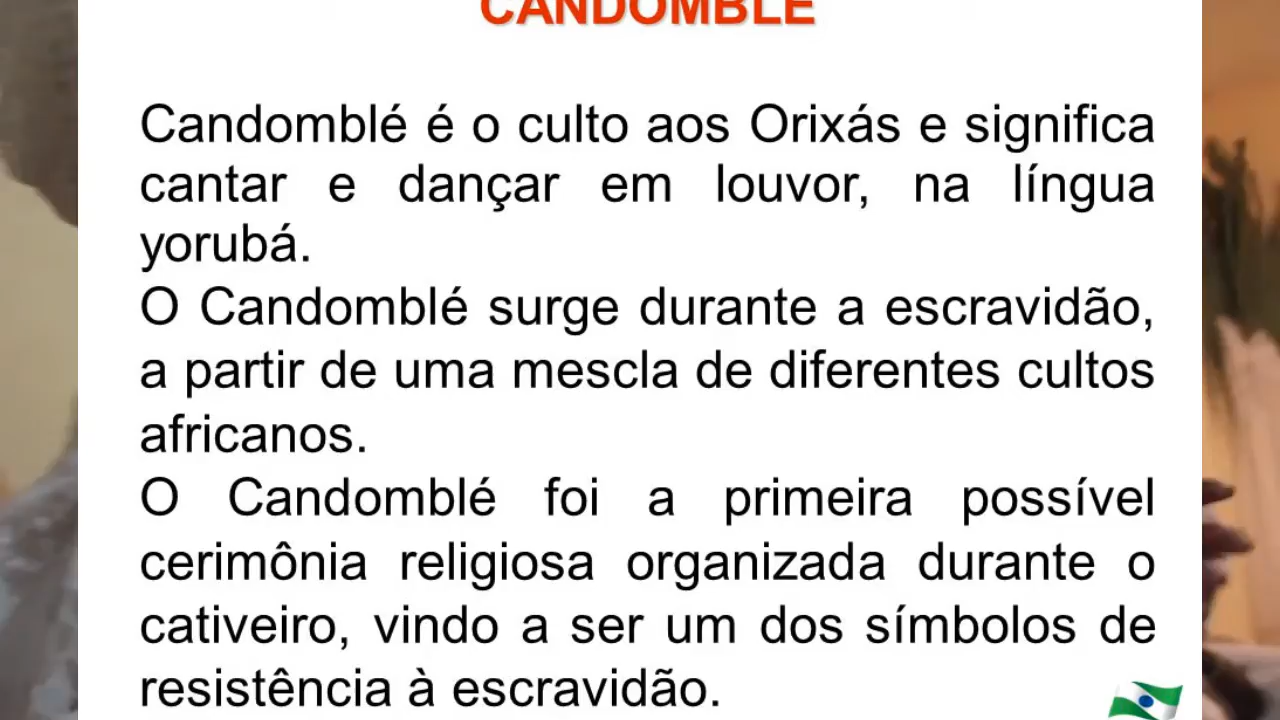 CANDOMBLÉ
Candomblé é o culto aos Orixás e significa
cantar e dançar em louvor, na língua
yorubá.
O Candomblé surge durante a escravidão,
a partir de uma mescla de diferentes cultos
africanos.
O Candomblé foi a primeira possível
cerimônia religiosa organizada durante o
cativeiro, vindo a ser um dos símbolos de
resistência à escravidão.